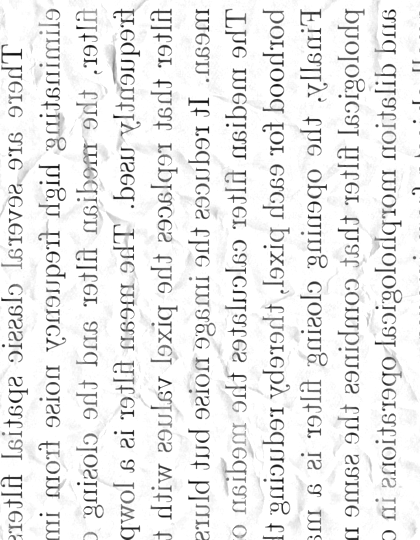 There are several classic spatial filters
eliminating high frequency noise from im
filter, the median filter and the closing o
frequently used. The mean filter is a lowp
filter that replaces the pixel values with t
mean. It reduces the image noise but blurs
The median filter calculates the median o
borhood for each pixel, thereby reducing t
Finally, the opening closing filter is a ma
phological filter that combines the same n
and dilation morphological operations in c